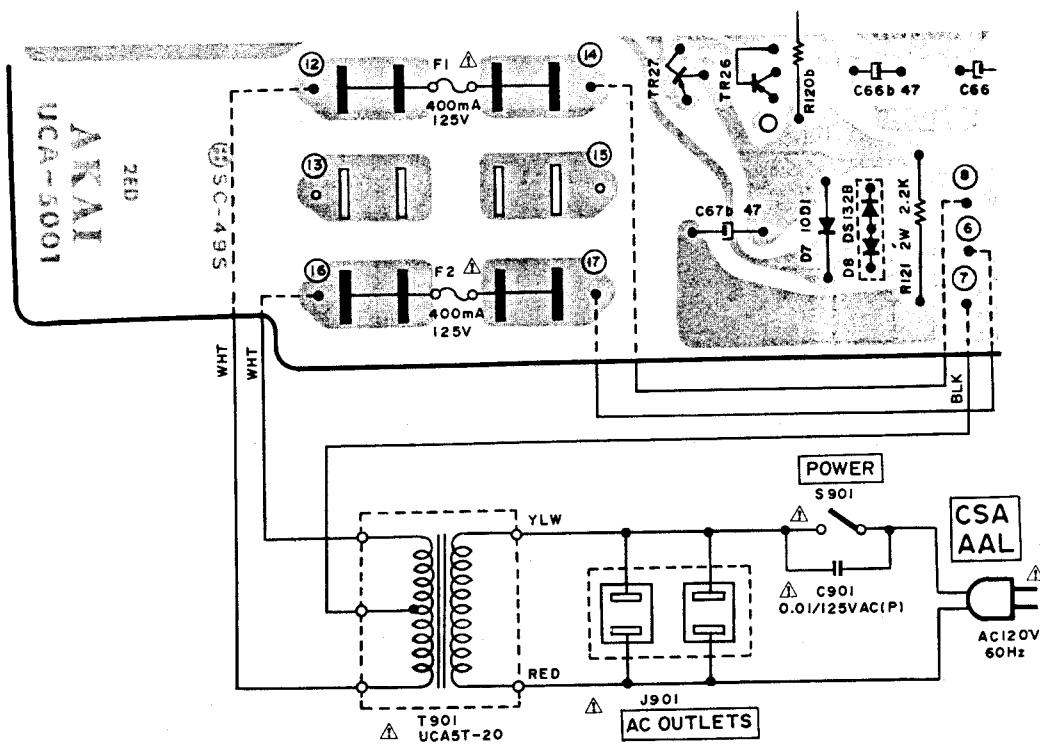 12
F1
400mA
125V
14
TR27
TR26
R120b
C66b 47
C66
AKAI
UCA-5001
2ED
SC-49S
13
15
8
6
7
C67b 47
D7 10D1
D8 DS132B
R121 2W 2.2K
16
F2
400mA
125V
17
WHT
WHT
BLK
POWER
S901
CSA
AAL
YLW
C901
0.01/125VAC(P)
AC120V
60Hz
RED
J901
AC OUTLETS
T901
UCA5T-20